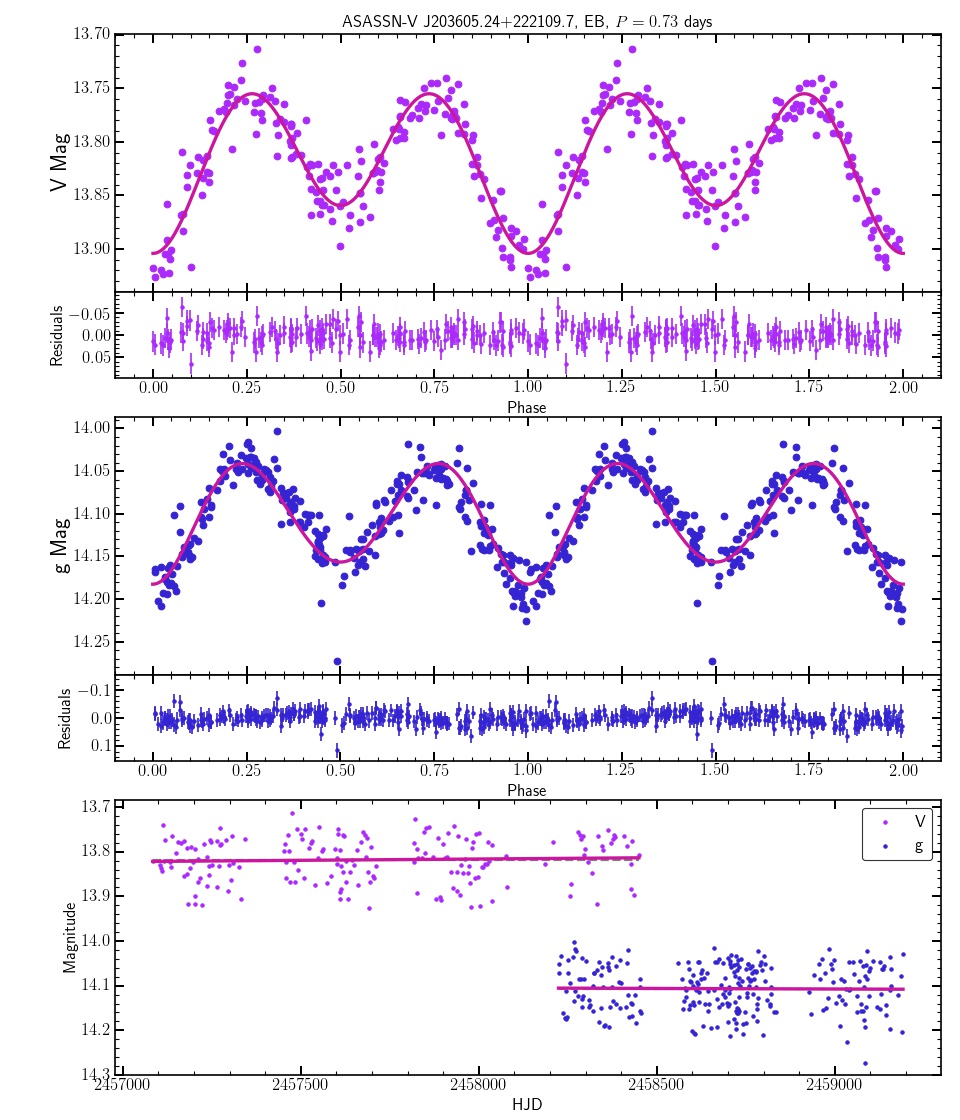 ASASSN-V J203605.24+222109.7, EB, P = 0.73 days
13.70
13.75
13.80
13.85
13.90
V Mag
−0.05
0.00
0.05
Residuals
0.00 0.25 0.50 0.75 1.00 1.25 1.50 1.75 2.00
Phase
14.00
14.05
14.10
14.15
14.20
14.25
g Mag
−0.1
0.0
0.1
Residuals
0.00 0.25 0.50 0.75 1.00 1.25 1.50 1.75 2.00
Phase
13.7
13.8
13.9
14.0
14.1
14.2
14.3
Magnitude
V
g
2457000 2457500 2458000 2458500 2459000
HJD